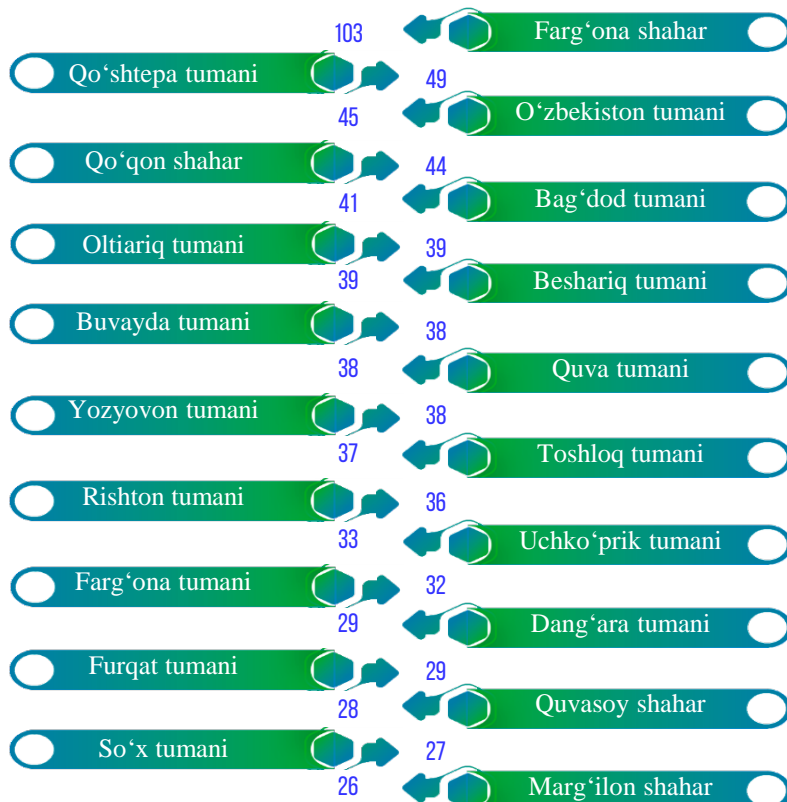 103 Farg‘ona shahar
Qo‘shtepa tumani 49
45 O‘zbekiston tumani
Qo‘qon shahar 44
41 Bag‘dod tumani
Oltiariq tumani 39
39 Beshariq tumani
Buvayda tumani 38
38 Quva tumani
Yozyovon tumani 38
37 Toshloq tumani
Rishton tumani 36
33 Uchko‘prik tumani
Farg‘ona tumani 32
29 Dang‘ara tumani
Furqat tumani 29
28 Quvasoy shahar
So‘x tumani 27
26 Marg‘ilon shahar